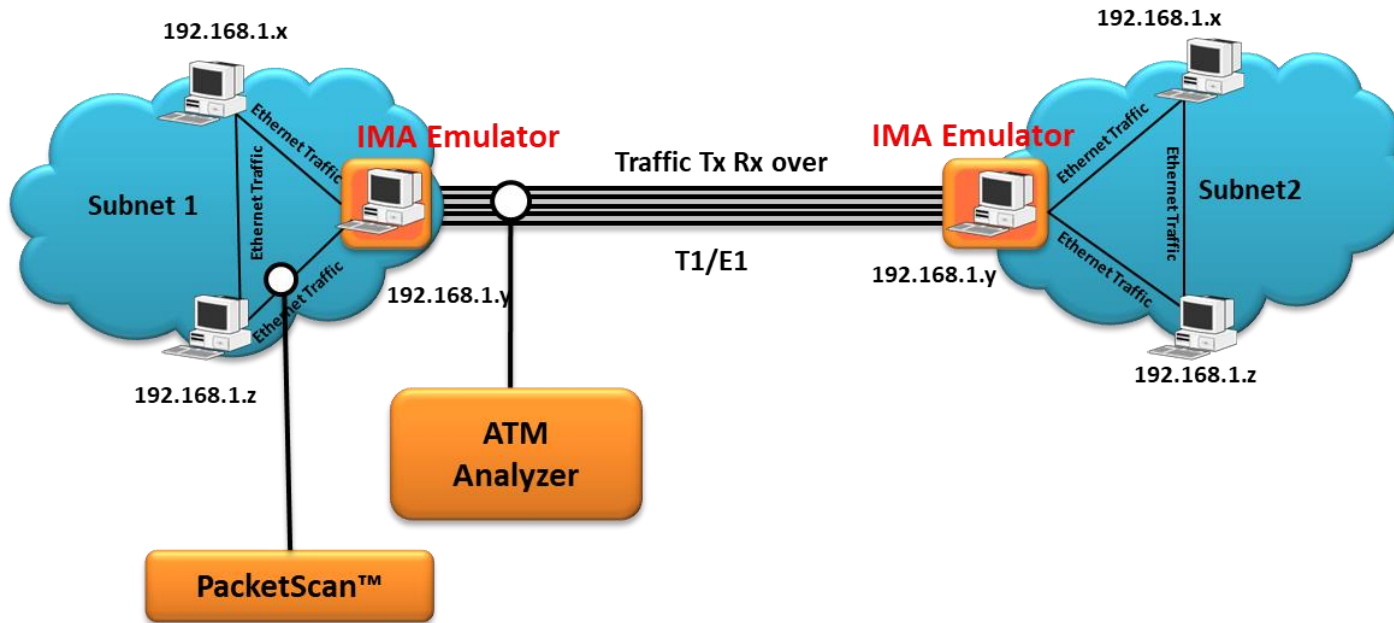 192.168.1.x
192.168.1.x
IMA Emulator
IMA Emulator
Ethernet Traffic
Ethernet Traffic
Ethernet Traffic
Subnet 1
Traffic Tx Rx over
T1/E1
Ethernet Traffic
Ethernet Traffic
Ethernet Traffic
Subnet2
192.168.1.y
192.168.1.y
192.168.1.z
192.168.1.z
ATM
Analyzer
PacketScan™